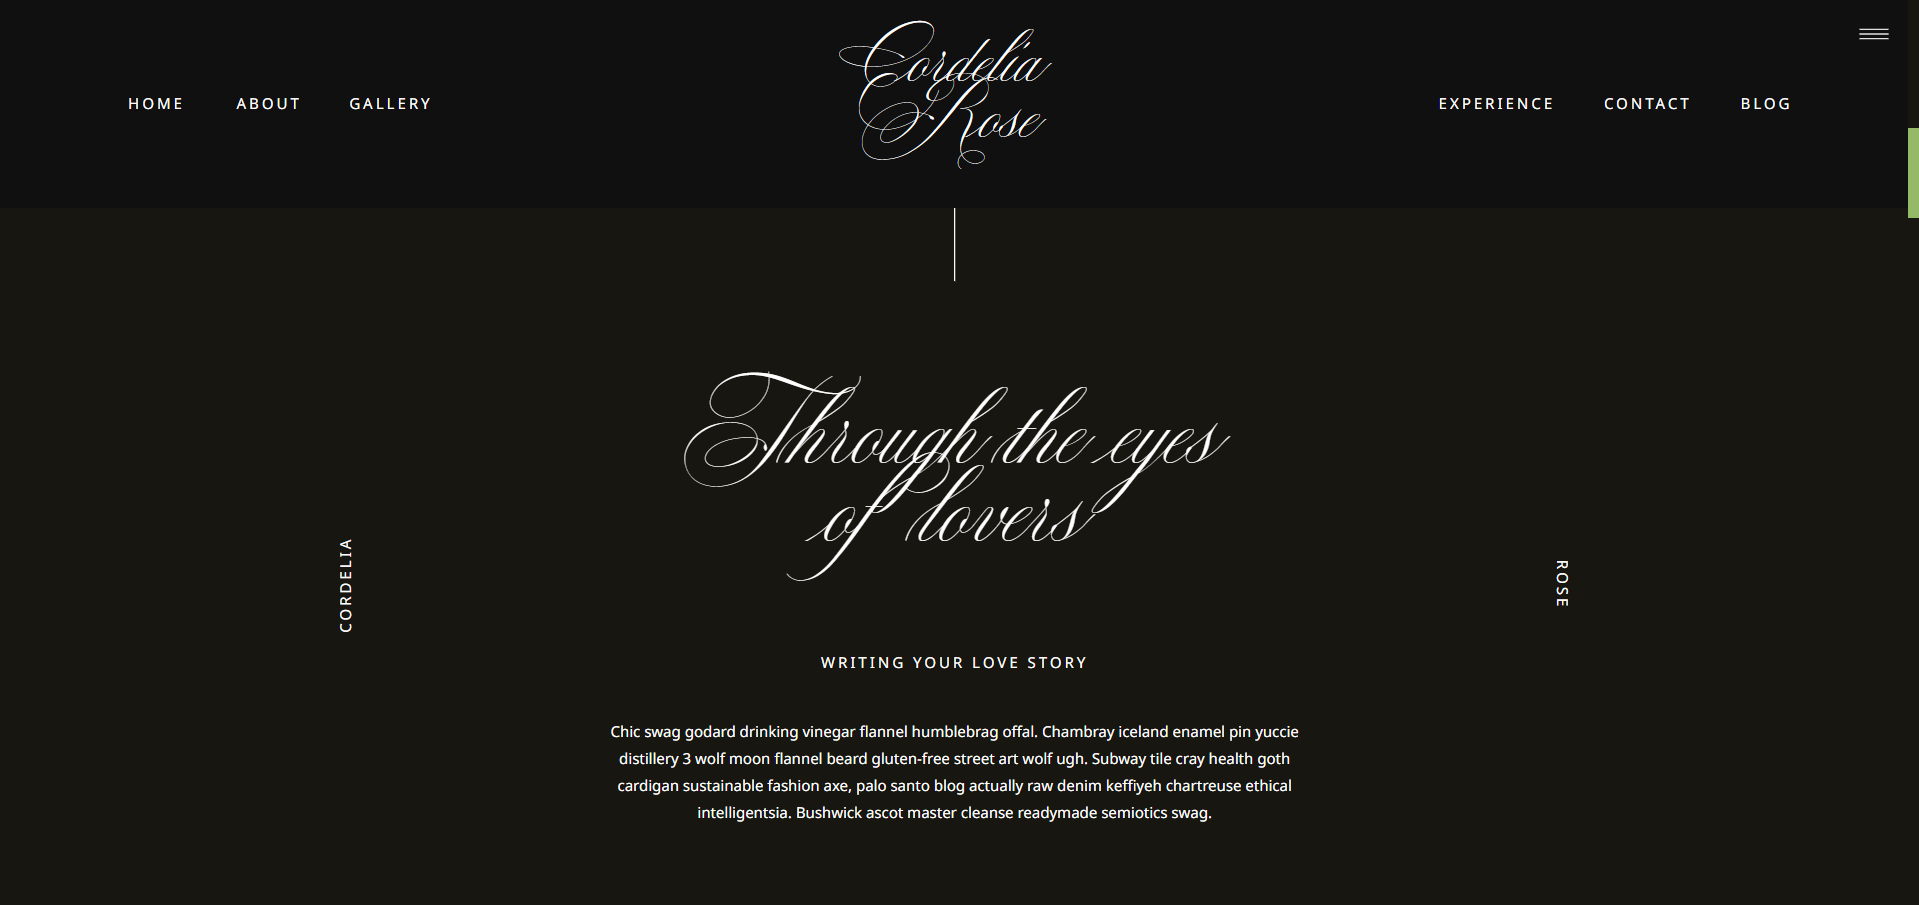 HOME ABOUT GALLERY
Cordelia
Rose
EXPERIENCE CONTACT BLOG
Through the eyes
of lovers
CORDELIA
ROSE
WRITING YOUR LOVE STORY
Chic swag godard drinking vinegar flannel humblebrag offal. Chambray iceland enamel pin yuccie
distillery 3 wolf moon flannel beard gluten-free street art wolf ugh. Subway tile cray health goth
cardigan sustainable fashion axe, palo santo blog actually raw denim keffiyeh chartreuse ethical
intelligentsia. Bushwick ascot master cleanse readymade semiotics swag.